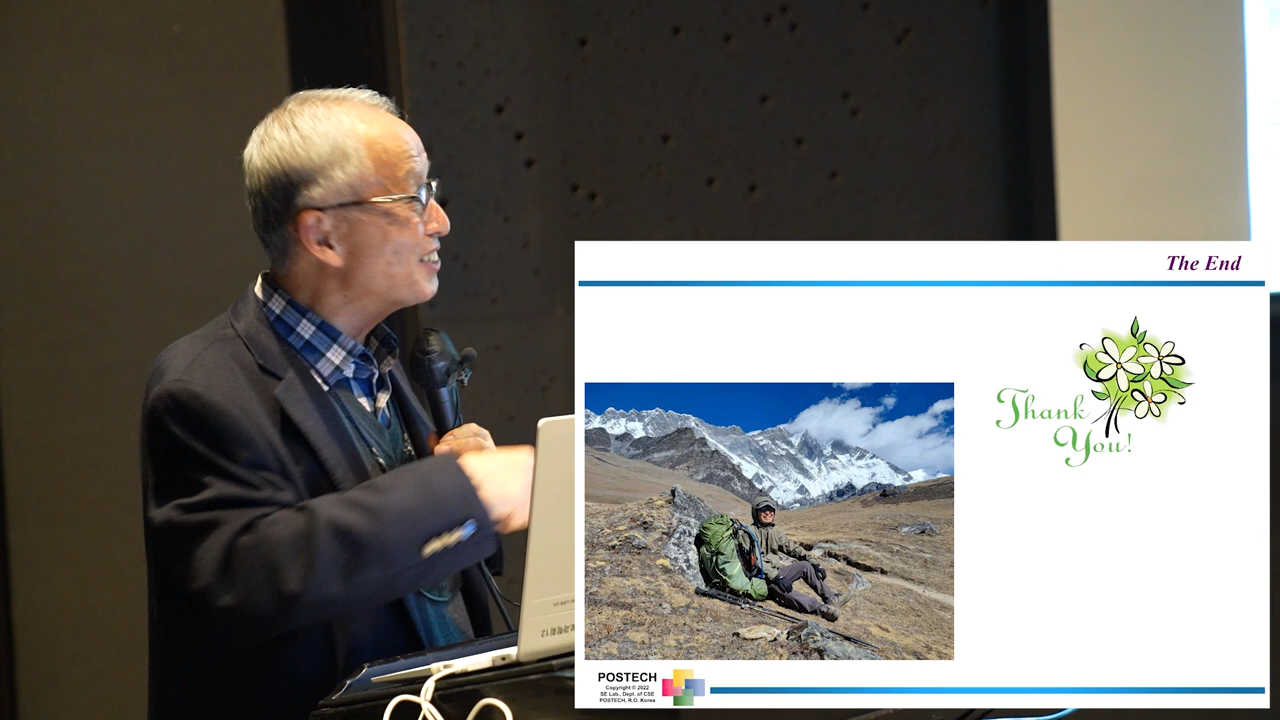 The End
Thank
You!
POSTECH
Copyright © 2022
SE Lab., Dept. of CSE
POSTECH, R.O. Korea